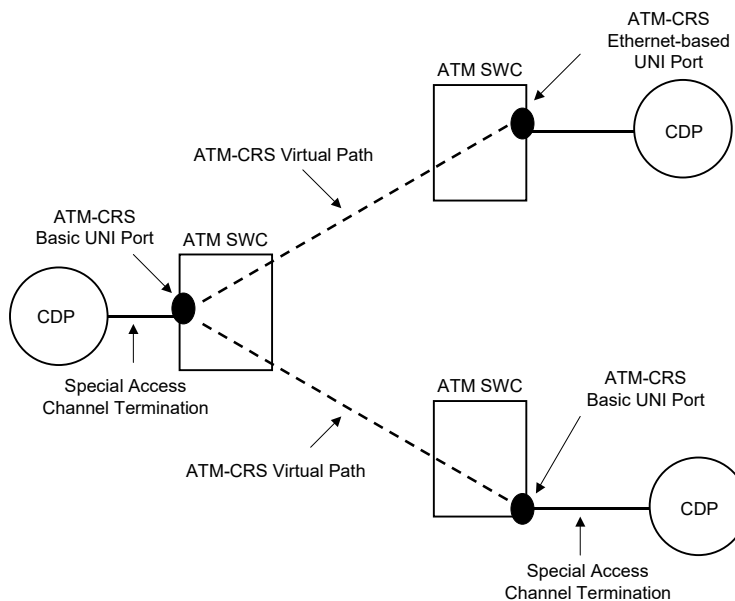 ATM-CRS
Ethernet-based
UNI Port
ATM SWC
CDP
ATM-CRS Virtual Path
ATM-CRS
Basic UNI Port
ATM SWC
CDP
Special Access
Channel Termination
ATM-CRS Virtual Path
ATM SWC
ATM-CRS
Basic UNI Port
CDP
Special Access
Channel Termination